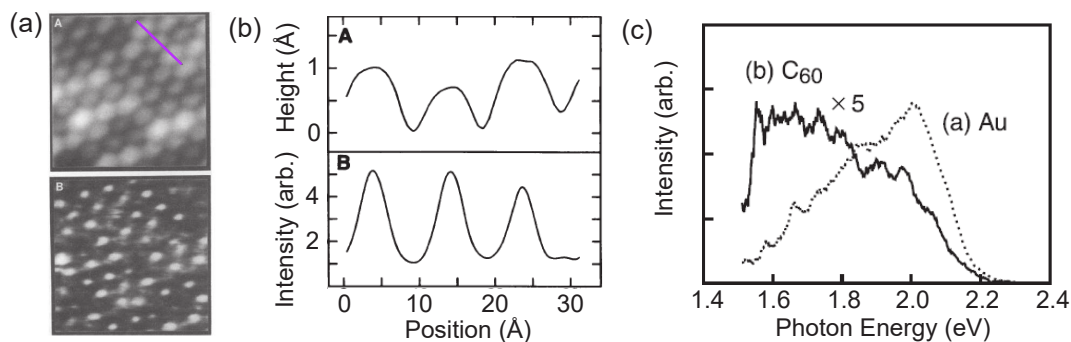 (a)
A
B
(b)
A
Height (Å)
1
0
B
Intensity (arb.)
4
2
0 10 20 30
Position (Å)
(c)
(b) C60
× 5
(a) Au
Intensity (arb.)
1.4 1.6 1.8 2.0 2.2 2.4
Photon Energy (eV)